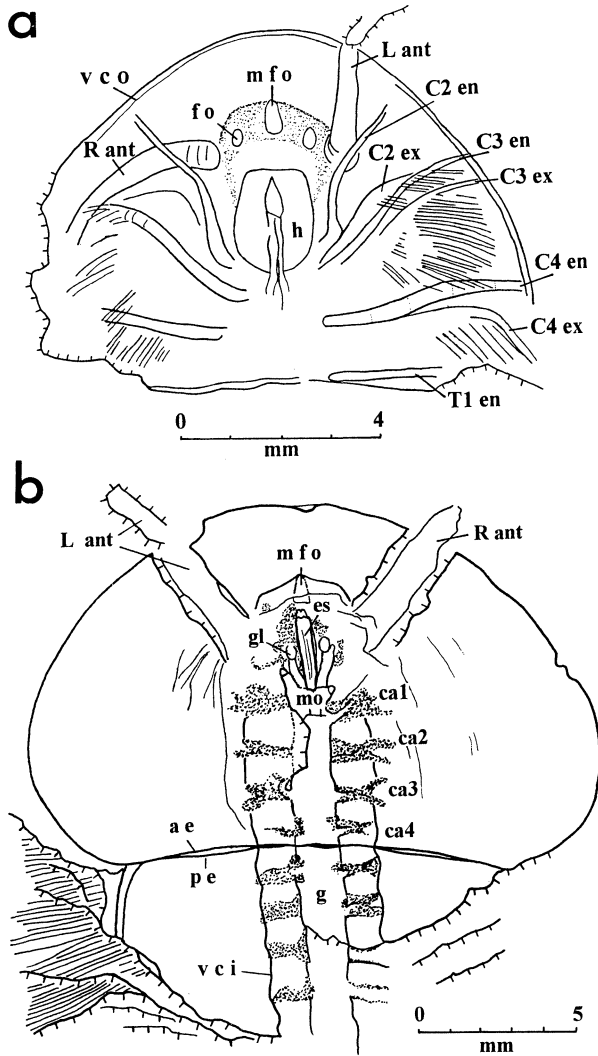 a
L ant
v c o
m f o
C2 en
f o
R ant
C2 ex
C3 en
C3 ex
h
C4 en
C4 ex
T1 en
0 4
mm
b
L ant
R ant
m f o
es
gl
mo
ca1
ca2
ca3
a e
ca4
p e
g
v c i
0 5
mm